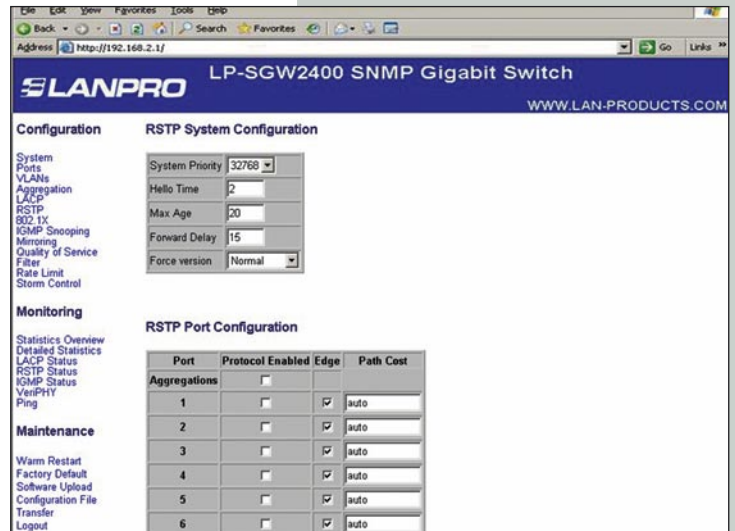 File Edit View Favorites Tools Help
Back Search Favorites
Address http://192.168.2.1/ Go Links »
LANPRO
LP-SGW2400 SNMP Gigabit Switch
WWW.LAN-PRODUCTS.COM
Configuration
System
Ports
VLANs
Aggregation
LACP
RSTP
802.1X
IGMP Snooping
Mirroring
Quality of Service
Filter
Rate Limit
Storm Control
Monitoring
Statistics Overview
Detailed Statistics
LACP Status
RSTP Status
IGMP Status
VeriPHY
Ping
Maintenance
Warm Restart
Factory Default
Software Upload
Configuration File
Transfer
Logout
RSTP System Configuration
System Priority 32768
Hello Time 2
Max Age 20
Forward Delay 15
Force version Normal
RSTP Port Configuration
Port Protocol Enabled Edge Path Cost
Aggregations
1 auto
2 auto
3 auto
4 auto
5 auto
6 auto